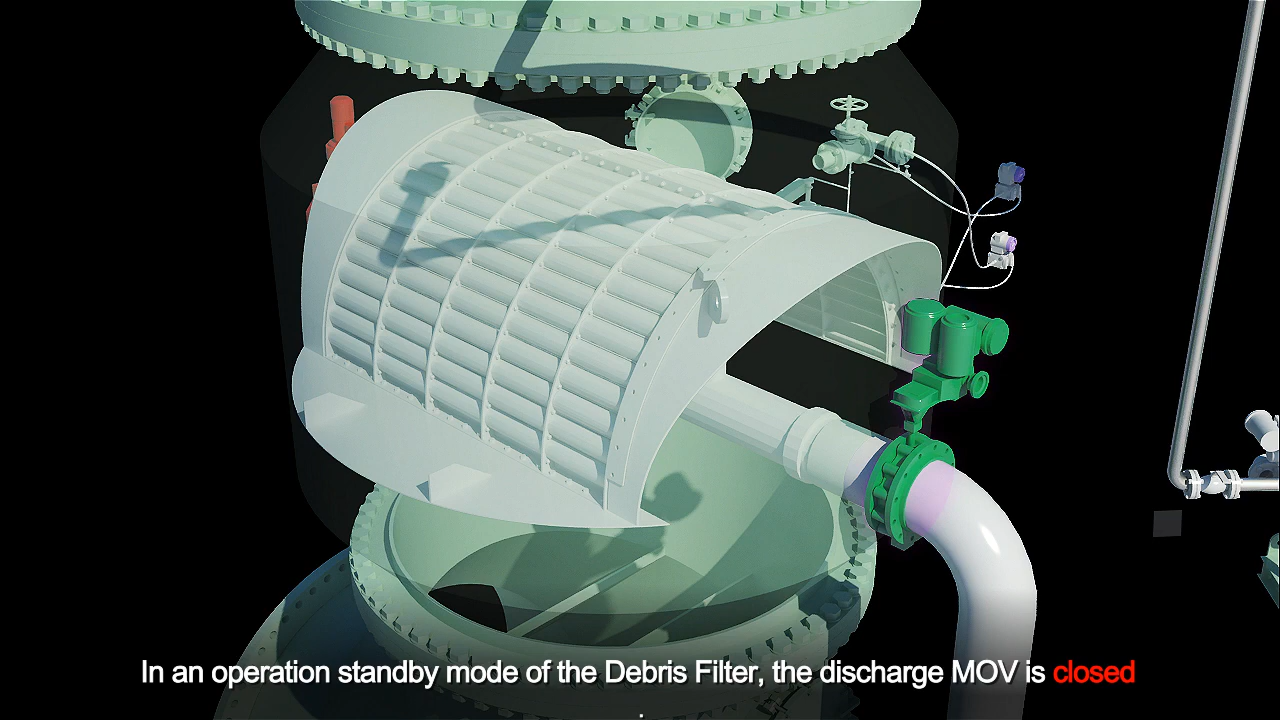 In an operation standby mode of the Debris Filter, the discharge MOV is closed
.